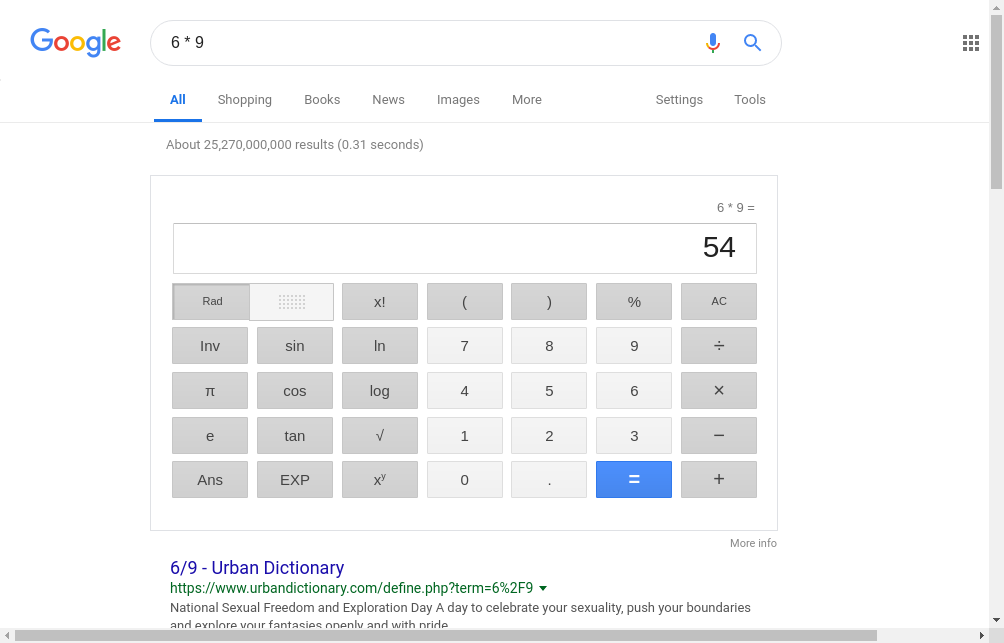 Google
6 * 9
All Shopping Books News Images More Settings Tools
About 25,270,000,000 results (0.31 seconds)
6 * 9 =
54
Rad x! ( ) % AC
Inv sin ln 7 8 9 ÷
π cos log 4 5 6 ×
e tan √ 1 2 3 −
Ans EXP xʸ 0 . = +
More info
6/9 - Urban Dictionary
https://www.urbandictionary.com/define.php?term=6%2F9
National Sexual Freedom and Exploration Day A day to celebrate your sexuality, push your boundaries
and explore your fantasies openly and with pride